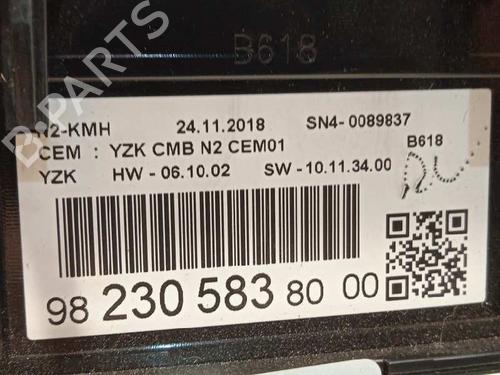 B618
N2-KMH 24.11.2018 SN4- 0089837
CEM : YZK CMB N2 CEM01 B618
YZK HW - 06.10.02 SW - 10.11.34.00
98 230 583 80 00
B-PARTS